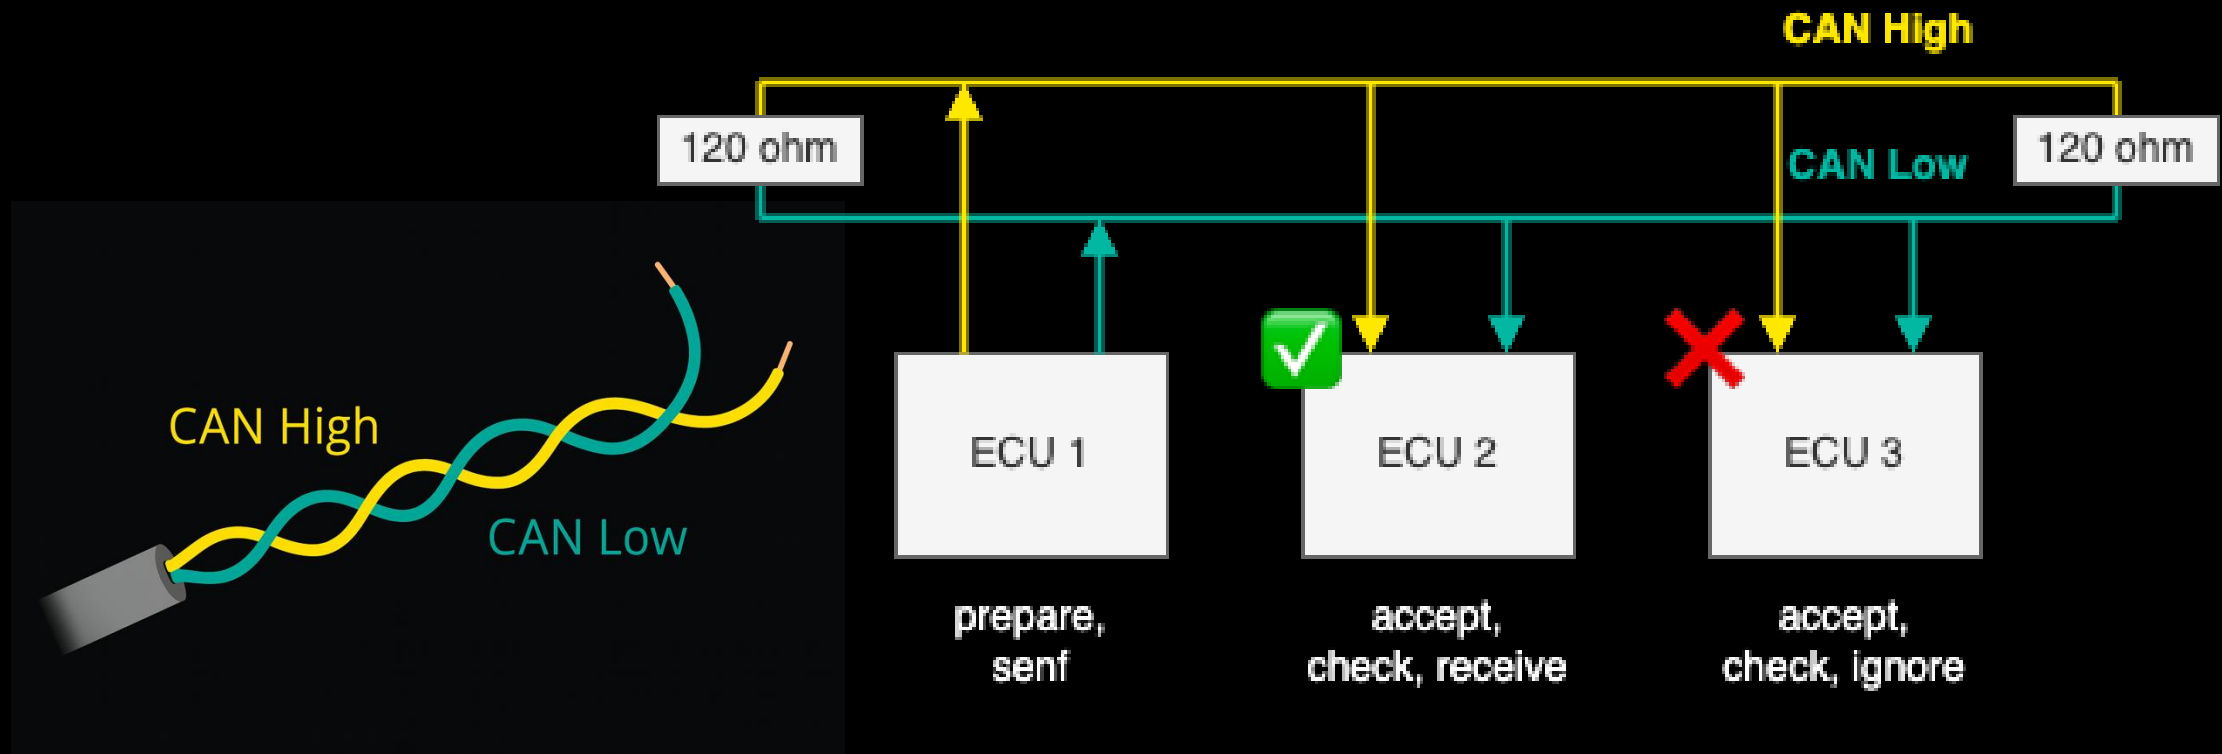 CAN High
120 ohm
CAN Low
120 ohm
CAN High
CAN Low
ECU 1
ECU 2
ECU 3
prepare,
senf
accept,
check, receive
accept,
check, ignore